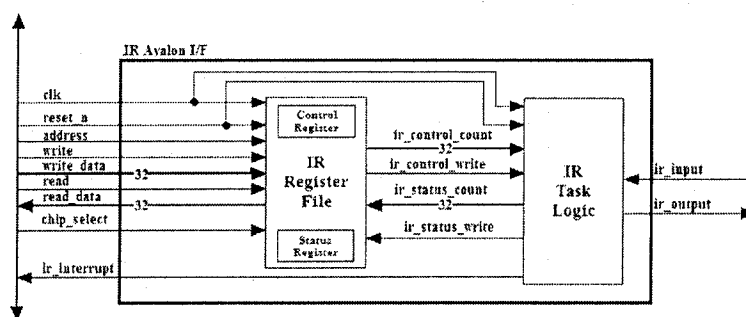 IR Avalon I/F
clk
reset_n
address
write
write_data
32
read
read_data
32
chip_select
ir_interrupt
Control
Register
IR
Register
File
Status
Register
ir_control_count
32
ir_control_write
ir_status_count
32
ir_status_write
IR
Task
Logic
ir_input
ir_output